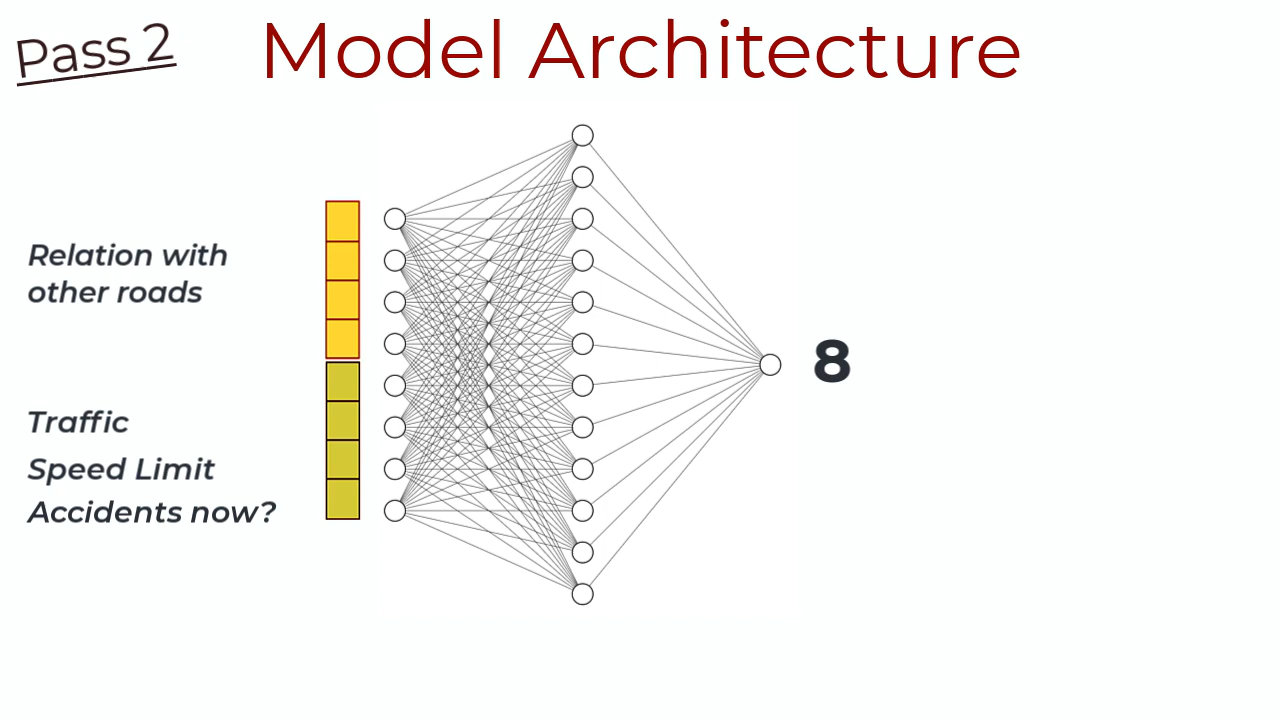 Pass 2
Model Architecture
Relation with
other roads
Traffic
Speed Limit
Accidents now?
8